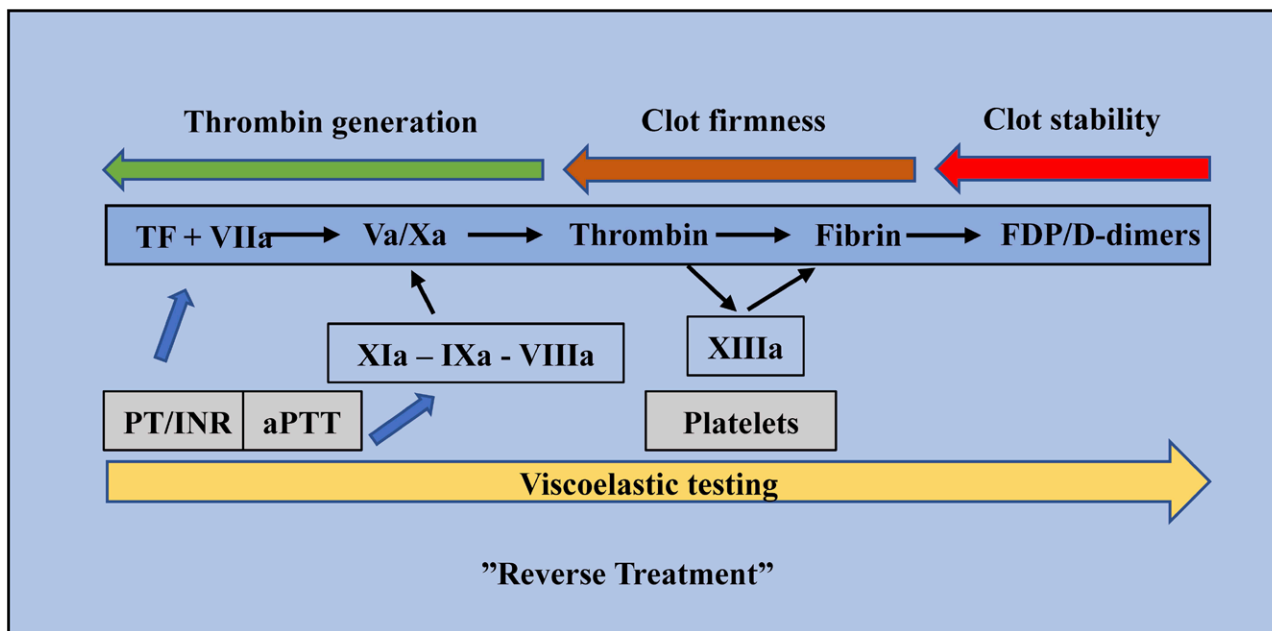 Thrombin generation
Clot firmness
Clot stability
TF + VIIa
Va/Xa
Thrombin
Fibrin
FDP/D-dimers
XIa – IXa - VIIIa
XIIIa
PT/INR
aPTT
Platelets
Viscoelastic testing
”Reverse Treatment”